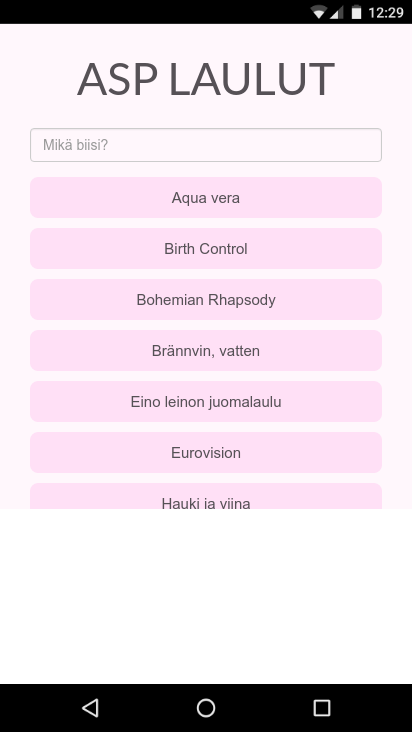 12:29
ASP LAULUT
Mikä biisi?
Aqua vera
Birth Control
Bohemian Rhapsody
Brännvin, vatten
Eino leinon juomalaulu
Eurovision
Hauki ja viina